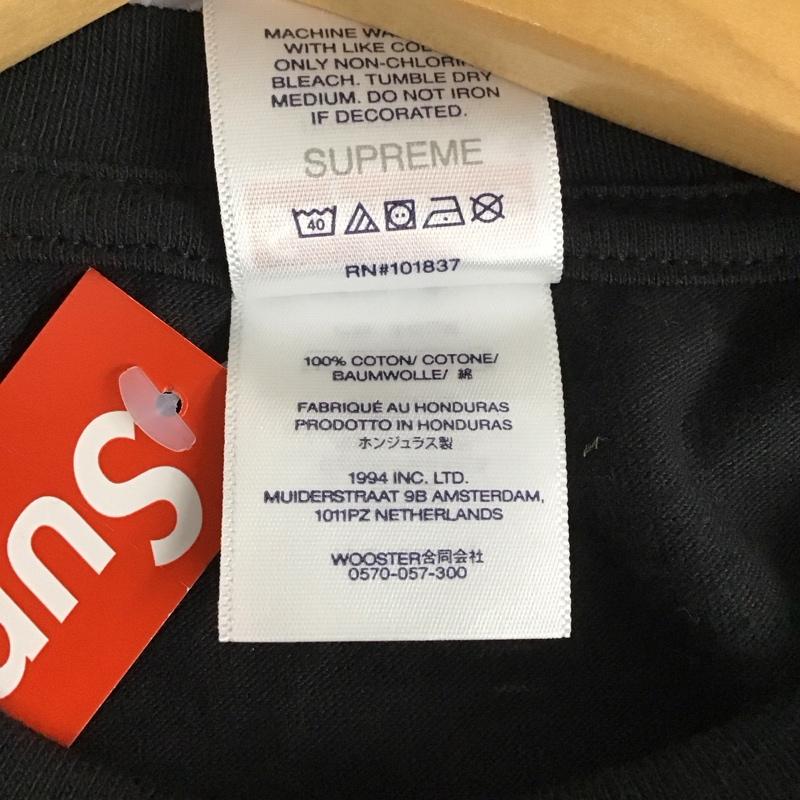 MACHINE
WITH LIKE
ONLY NON-CHLORINE
BLEACH. TUMBLE DRY
MEDIUM. DO NOT IRON
IF DECORATED.
SUPREME
40
RN#101837
100% COTON/ COTONE/
BAUMWOLLE/ 綿
FABRIQUÉ AU HONDURAS
PRODOTTO IN HONDURAS
ホンジュラス製
1994 INC. LTD.
MUIDERSTRAAT 9B AMSTERDAM,
1011PZ NETHERLANDS
WOOSTER合同会社
0570-057-300
Sup